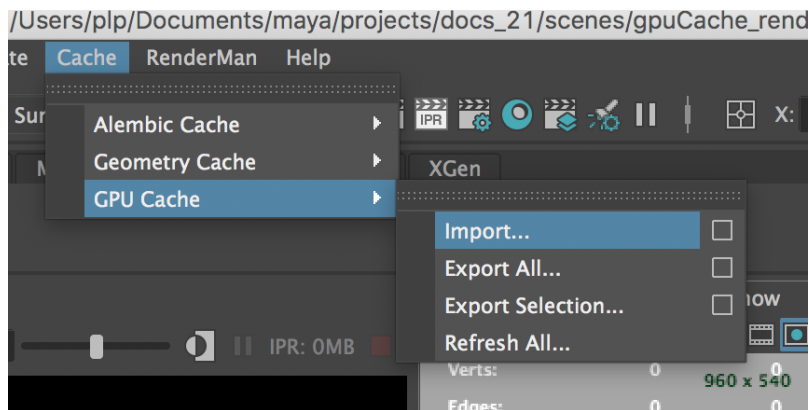 /Users/plp/Documents/maya/projects/docs_21/scenes/gpuCache_rend
te Cache RenderMan Help
Sur
Alembic Cache
IPR
X:
Geometry Cache
XGen
GPU Cache
Import...
Export All...
Export Selection...
now
Refresh All...
IPR: 0MB
Verts: 0 0
960 x 540
Edges: 0 0